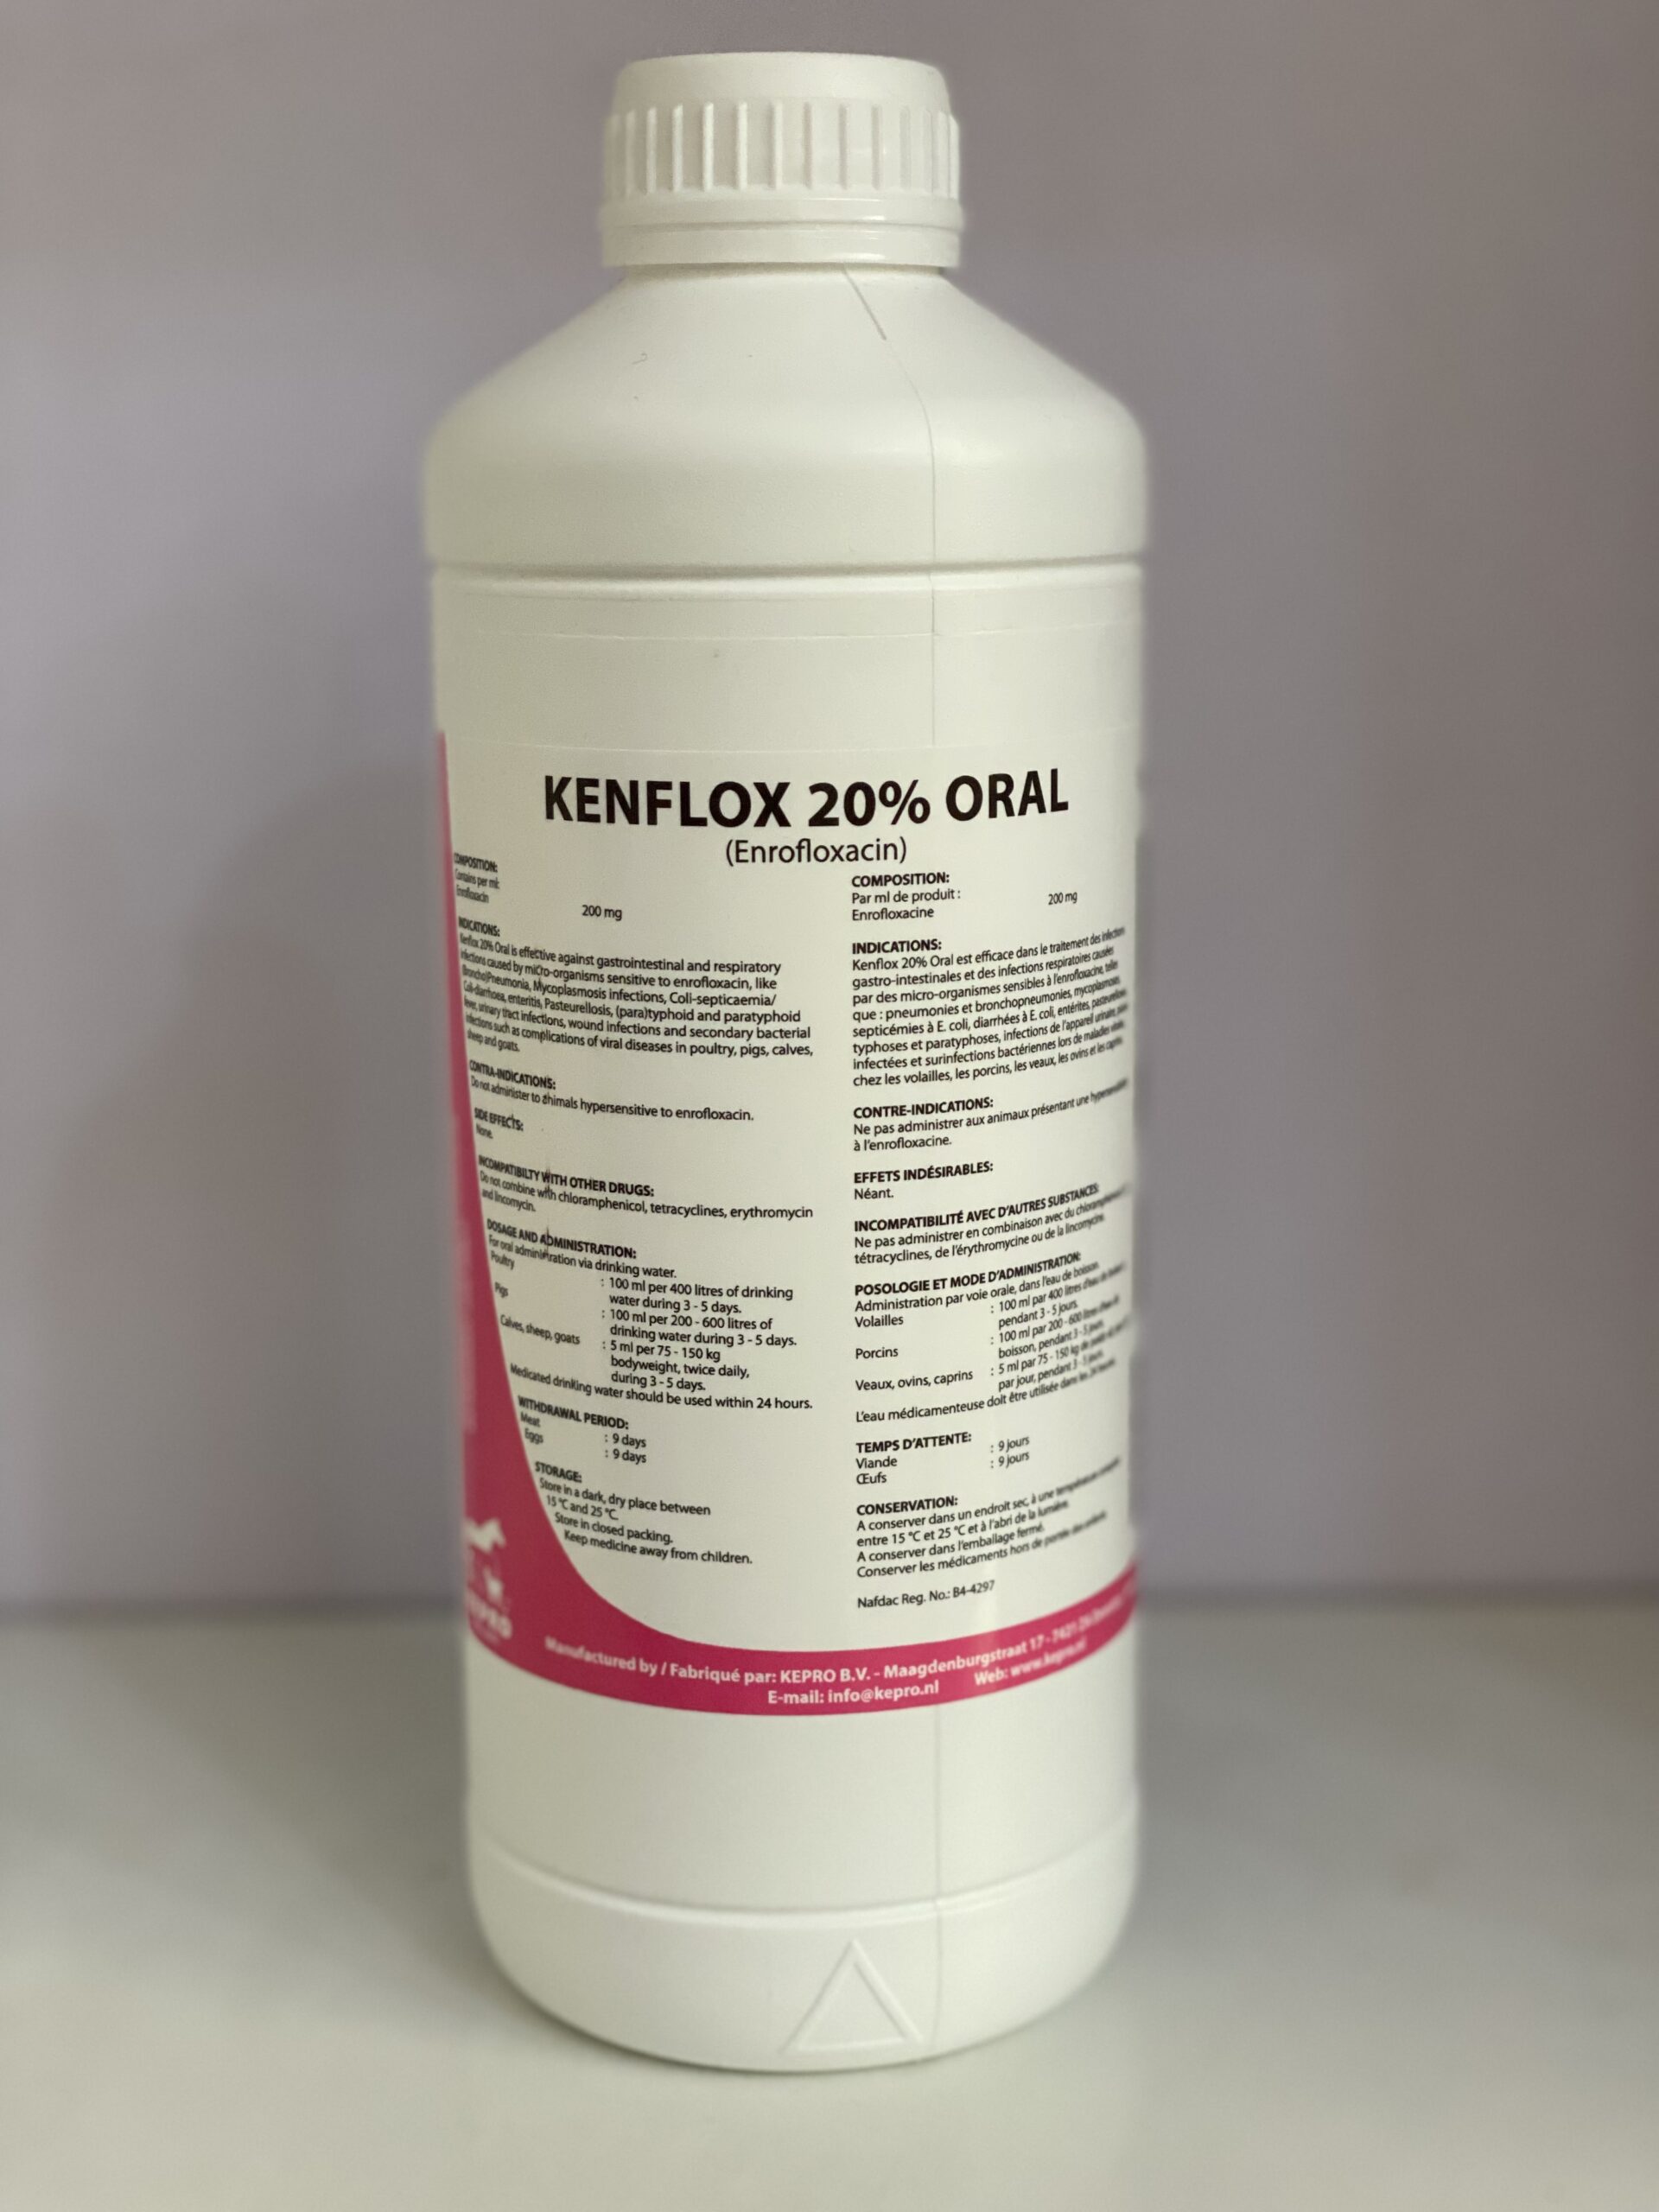 KENFLOX 20% ORAL
(Enrofloxacin)
COMPOSITION:
Contains per ml:
Enrofloxacin 200 mg
INDICATIONS:
Kenflox 20% Oral is effective against gastrointestinal and respiratory
infections caused by micro-organisms sensitive to enrofloxacin, like
(Broncho)Pneumonia, Mycoplasmosis infections, Coli-septicaemia/
Coli-diarrhoea, enteritis, Pasteurellosis, (para)typhoid and paratyphoid
fever, urinary tract infections, wound infections and secondary bacterial
infections such as complications of viral diseases in poultry, pigs, calves,
sheep and goats.
CONTRA-INDICATIONS:
Do not administer to animals hypersensitive to enrofloxacin.
SIDE EFFECTS:
None.
INCOMPATIBILTY WITH OTHER DRUGS:
Do not combine with chloramphenicol, tetracyclines, erythromycin
and lincomycin.
DOSAGE AND ADMINISTRATION:
For oral administration via drinking water.
Poultry : 100 ml per 400 litres of drinking
water during 3 - 5 days.
Pigs : 100 ml per 200 - 600 litres of
drinking water during 3 - 5 days.
Calves, sheep, goats : 5 ml per 75 - 150 kg
bodyweight, twice daily,
during 3 - 5 days.
Medicated drinking water should be used within 24 hours.
WITHDRAWAL PERIOD:
Meat : 9 days
Eggs : 9 days
STORAGE:
Store in a dark, dry place between
15 °C and 25 °C.
Store in closed packing.
Keep medicine away from children.
COMPOSITION:
Par ml de produit :
Enrofloxacine 200 mg
INDICATIONS:
Kenflox 20% Oral est efficace dans le traitement des infections
gastro-intestinales et des infections respiratoires causées
par des micro-organismes sensibles à l'enrofloxacine, telles
que : pneumonies et bronchopneumonies, mycoplasmoses,
septicémies à E. coli, diarrhées à E. coli, entérites, pasteurelloses,
typhoses et paratyphoses, infections de l'appareil urinaire,
infectées et surinfections bactériennes lors de maladies virales
chez les volailles, les porcins, les veaux, les ovins et les caprins.
CONTRE-INDICATIONS:
Ne pas administrer aux animaux présentant une hypersensibilité
à l'enrofloxacine.
EFFETS INDÉSIRABLES:
Néant.
INCOMPATIBILITÉ AVEC D'AUTRES SUBSTANCES:
Ne pas administrer en combinaison avec du
tétracyclines, de l'érythromycine ou de la lincomycine.
POSOLOGIE ET MODE D'ADMINISTRATION:
Administration par voie orale, dans l'eau de boisson.
Volailles : 100 ml par 400 litres d'eau de
pendant 3 - 5 jours.
Porcins : 100 ml par 200 - 600 litres d'eau de
boisson, pendant 3 - 5 jours.
Veaux, ovins, caprins : 5 ml par 75 - 150 kg de
par jour, pendant 3 - 5 jours.
L'eau médicamenteuse doit être utilisée dans les 24 heures.
TEMPS D'ATTENTE:
Viande : 9 jours
Œufs : 9 jours
CONSERVATION:
A conserver dans un endroit sec, à une température
entre 15 °C et 25 °C et à l'abri de la lumière.
A conserver dans l'emballage fermé.
Conserver les médicaments hors de portée des enfants.
Nafdac Reg. No.: B4-4297
Manufactured by / Fabriqué par: KEPRO B.V. - Maagdenburgstraat 17 - 7421
E-mail: info@kepro.nl Web: www.kepro.nl